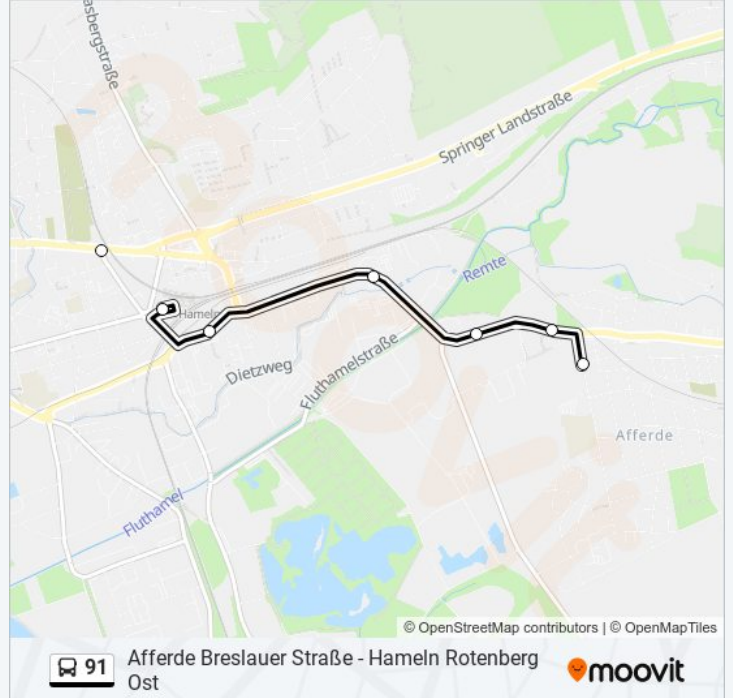 asbergstraße
Springer Landstraße
Remte
Hameln
Dietzweg
Fluthamelstraße
Afferde
Fluthamel
© OpenStreetMap contributors | © OpenMapTiles
91
Afferde Breslauer Straße - Hameln Rotenberg
Ost
moovit